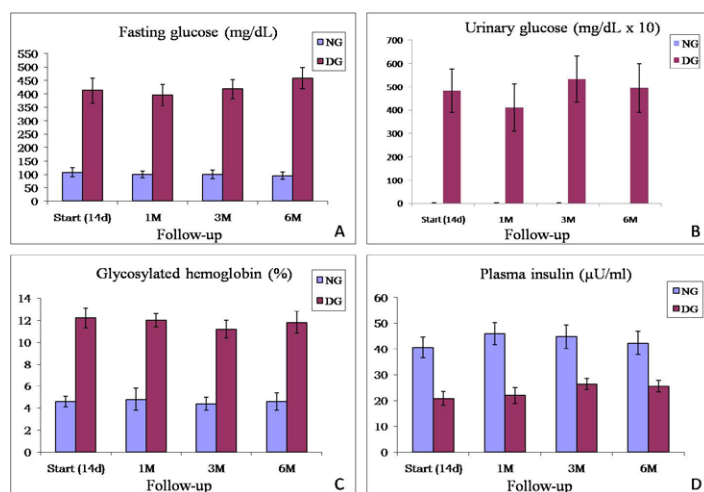 Fasting glucose (mg/dL)
NG
DG
500
450
400
350
300
250
200
150
100
50
0
Start (14d) 1M 3M 6M
Follow-up
A
Urinary glucose (mg/dL x 10)
NG
DG
700
600
500
400
300
200
100
0
Start (14d) 1M 3M 6M
Follow-up
B
Glycosylated hemoglobin (%)
NG
DG
14
12
10
8
6
4
2
0
Start (14d) 1M 3M 6M
Follow-up
C
Plasma insulin (µU/ml)
NG
DG
60
50
40
30
20
10
0
Start (14d) 1M 3M 6M
Follow-up
D